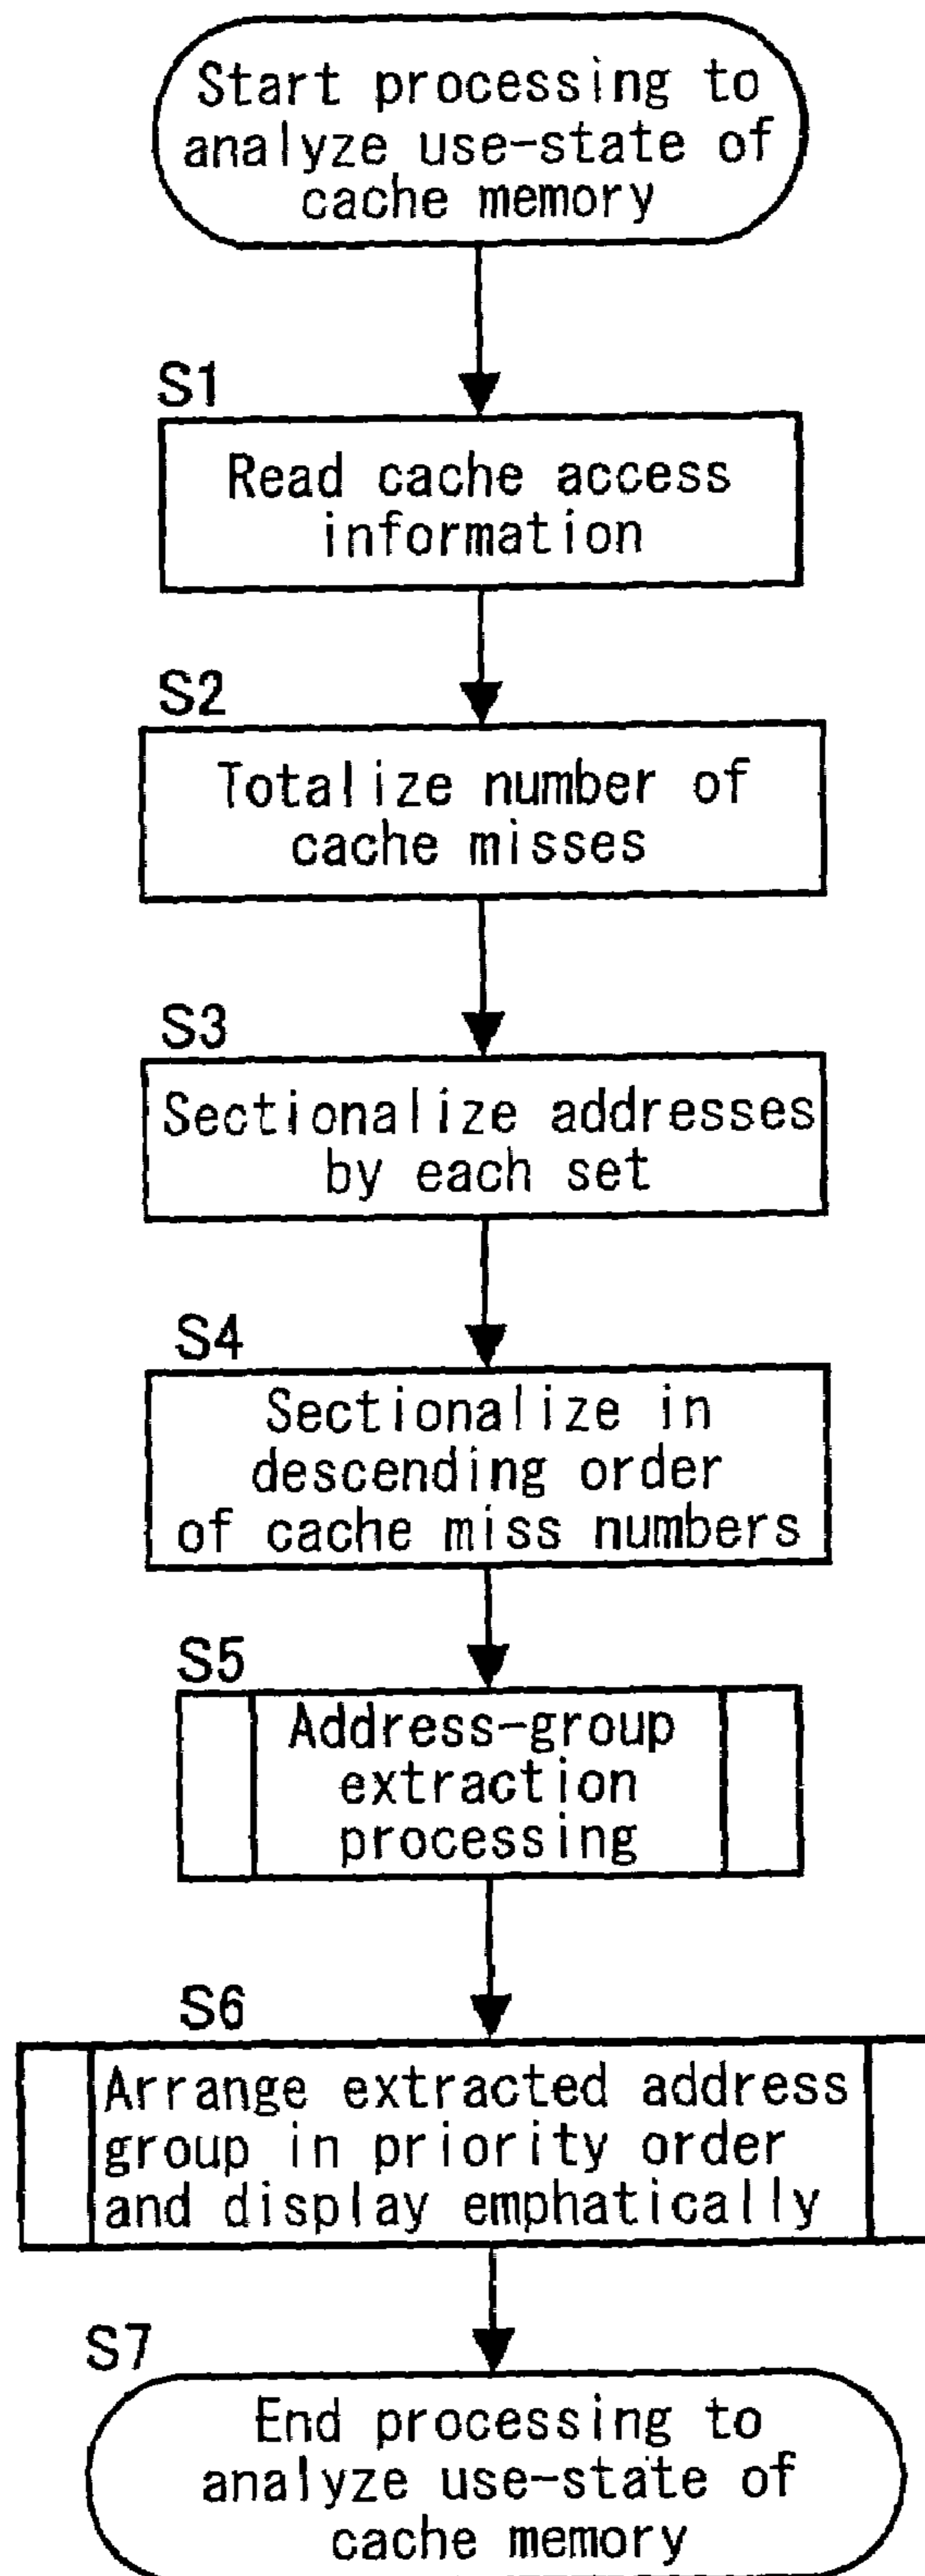 Start processing to
analyze use-state of
cache memory
S1
Read cache access
information
S2
Totalize number of
cache misses
S3
Sectionalize addresses
by each set
S4
Sectionalize in
descending order
of cache miss numbers
S5
Address-group
extraction
processing
S6
Arrange extracted address
group in priority order
and display emphatically
S7
End processing to
analyze use-state of
cache memory